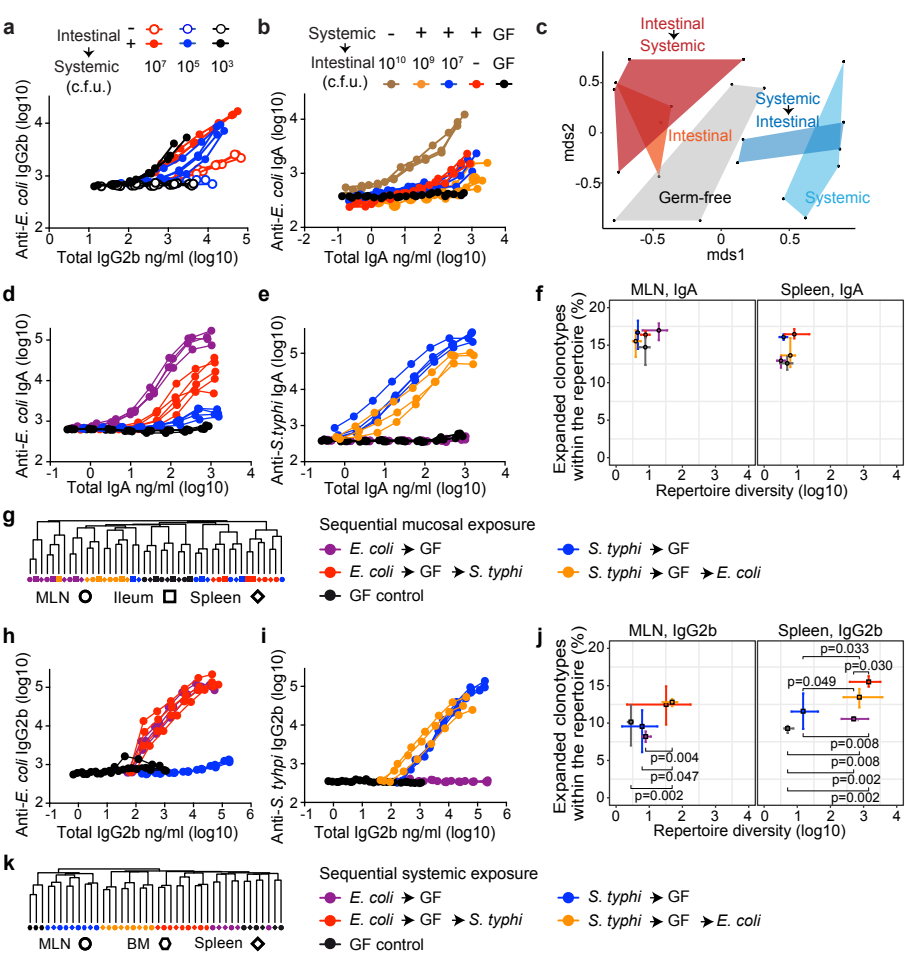 a
Intestinal
Systemic
(c.f.u.)
-
+
10⁷ 10⁵ 10³
Anti-E. coli IgG2b (log10)
4
3
2
0 1 2 3 4 5
Total IgG2b ng/ml (log10)
b
Systemic - + + + GF
Intestinal 10¹⁰ 10⁹ 10⁷ - GF
(c.f.u.)
Anti-E. coli IgA (log10)
4
3
2
-2 -1 0 1 2 3 4
Total IgA ng/ml (log10)
c
Intestinal
Systemic
Systemic
Intestinal
Intestinal
Germ-free
Systemic
mds2
0.5
0
-0.5
-0.5 0 0.5
mds1
d
Anti-E. coli IgA (log10)
5
4
3
2
-1 0 1 2 3 4
Total IgA ng/ml (log10)
e
Anti-S.typhi IgA (log10)
5
4
3
2
-1 0 1 2 3 4
Total IgA ng/ml (log10)
f
MLN, IgA Spleen, IgA
Expanded clonotypes
within the repertoire (%)
20
15
10
5
0
0 1 2 3 4 0 1 2 3 4
Repertoire diversity (log10)
g
MLN Ileum Spleen
Sequential mucosal exposure
E. coli ➤ GF
E. coli ➤ GF ➤ S. typhi
GF control
S. typhi ➤ GF
S. typhi ➤ GF ➤ E. coli
h
Anti-E. coli IgG2b (log10)
5
4
3
2
0 1 2 3 4 5 6
Total IgG2b ng/ml (log10)
i
Anti-S. tyhpI IgG2b (log10)
5
4
3
2
0 1 2 3 4 5 6
Total IgG2b ng/ml (log10)
j
MLN, IgG2b Spleen, IgG2b
Expanded clonotypes
within the repertoire (%)
20
15
10
5
0
p=0.004
p=0.047
p=0.002
p=0.033
p=0.030
p=0.049
p=0.008
p=0.008
p=0.002
p=0.002
0 1 2 3 4 0 1 2 3 4
Repertoire diversity (log10)
k
MLN BM Spleen
Sequential systemic exposure
E. coli ➤ GF
E. coli ➤ GF ➤ S. typhi
GF control
S. typhi ➤ GF
S. typhi ➤ GF ➤ E. coli